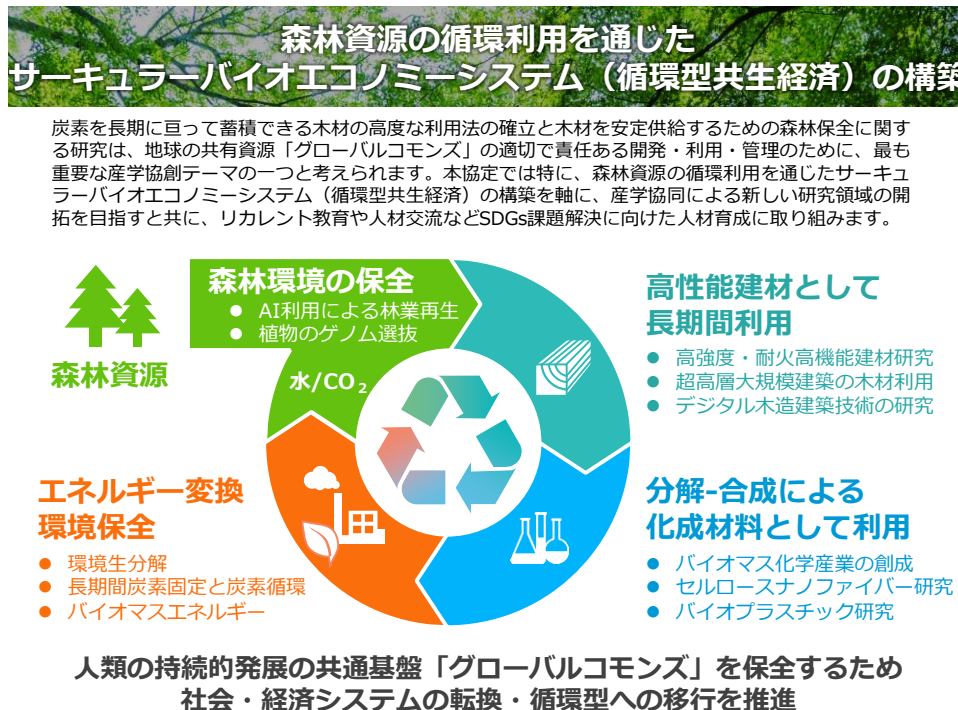 森林資源の循環利用を通じた
サーキュラーバイオエコノミーシステム（循環型共生経済）の構築
炭素を長期に亘って蓄積できる木材の高度な利用法の確立と木材を安定供給するための森林保全に関す
る研究は、地球の共有資源「グローバルコモンズ」の適切で責任ある開発・利用・管理のために、最も
重要な産学協創テーマの一つと考えられます。本協定では特に、森林資源の循環利用を通じたサーキュ
ラーバイオエコノミーシステム（循環型共生経済）の構築を軸に、産学協同による新しい研究領域の開
拓を目指すと共に、リカレント教育や人材交流などSDGs課題解決に向けた人材育成に取り組みます。
森林資源
森林環境の保全
● AI利用による林業再生
● 植物のゲノム選抜
水/CO₂
高性能建材として
長期間利用
● 高強度・耐火高機能建材研究
● 超高層大規模建築の木材利用
● デジタル木造建築技術の研究
エネルギー変換
環境保全
● 環境生分解
● 長期間炭素固定と炭素循環
● バイオマスエネルギー
分解-合成による
化成材料として利用
● バイオマス化学産業の創成
● セルロースナノファイバー研究
● バイオプラスチック研究
人類の持続的発展の共通基盤「グローバルコモンズ」を保全するため
社会・経済システムの転換・循環型への移行を推進